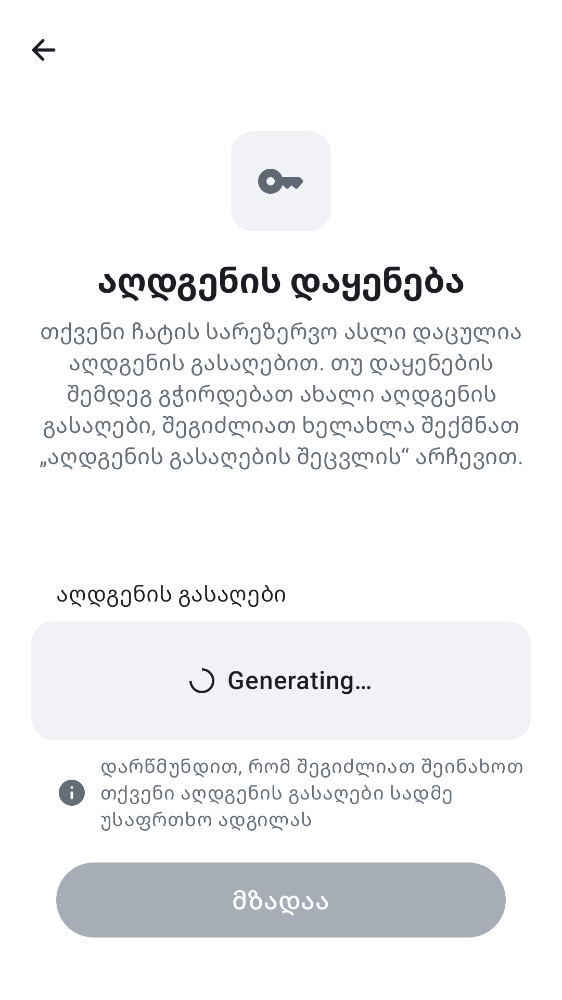 აღდგენის დაყენება
თქვენი ჩატის სარეზერვო ასლი დაცულია
აღდგენის გასაღებით. თუ დაყენების
შემდეგ გჭირდებათ ახალი აღდგენის
გასაღები, შეგიძლიათ ხელახლა შექმნათ
„აღდგენის გასაღების შეცვლის“ არჩევით.
აღდგენის გასაღები
Generating…
დარწმუნდით, რომ შეგიძლიათ შეინახოთ
თქვენი აღდგენის გასაღები სადმე
უსაფრთხო ადგილას
მზადაა